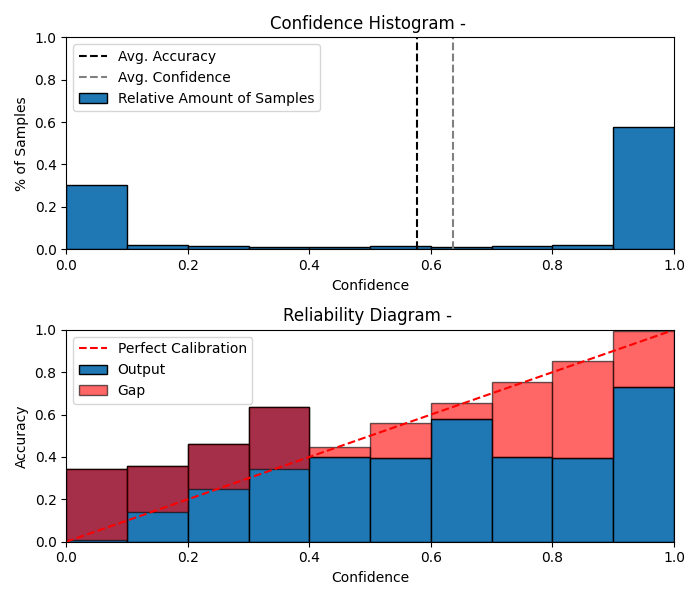 Confidence Histogram -
1.0
0.8
0.6
0.4
0.2
0.0
% of Samples
Avg. Accuracy
Avg. Confidence
Relative Amount of Samples
0.0 0.2 0.4 0.6 0.8 1.0
Confidence
Reliability Diagram -
1.0
0.8
0.6
0.4
0.2
0.0
Accuracy
Perfect Calibration
Output
Gap
0.0 0.2 0.4 0.6 0.8 1.0
Confidence